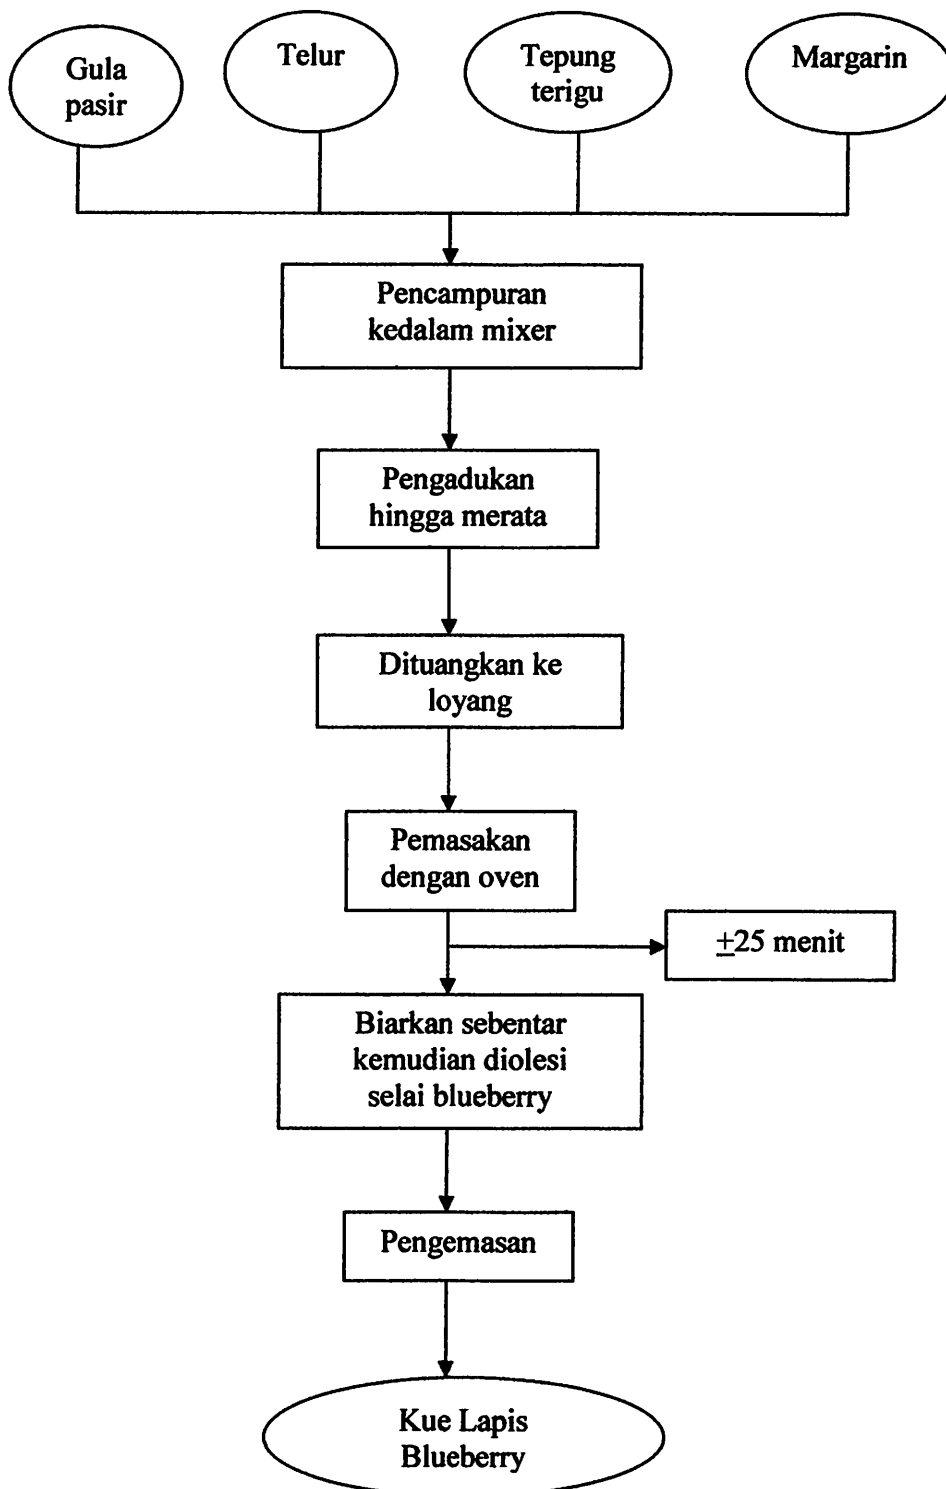 Gula
pasir
Telur
Tepung
terigu
Margarin
Pencampuran
kedalam mixer
Pengadukan
hingga merata
Dituangkan ke
loyang
Pemasakan
dengan oven
±25 menit
Biarkan sebentar
kemudian diolesi
selai blueberry
Pengemasan
Kue Lapis
Blueberry